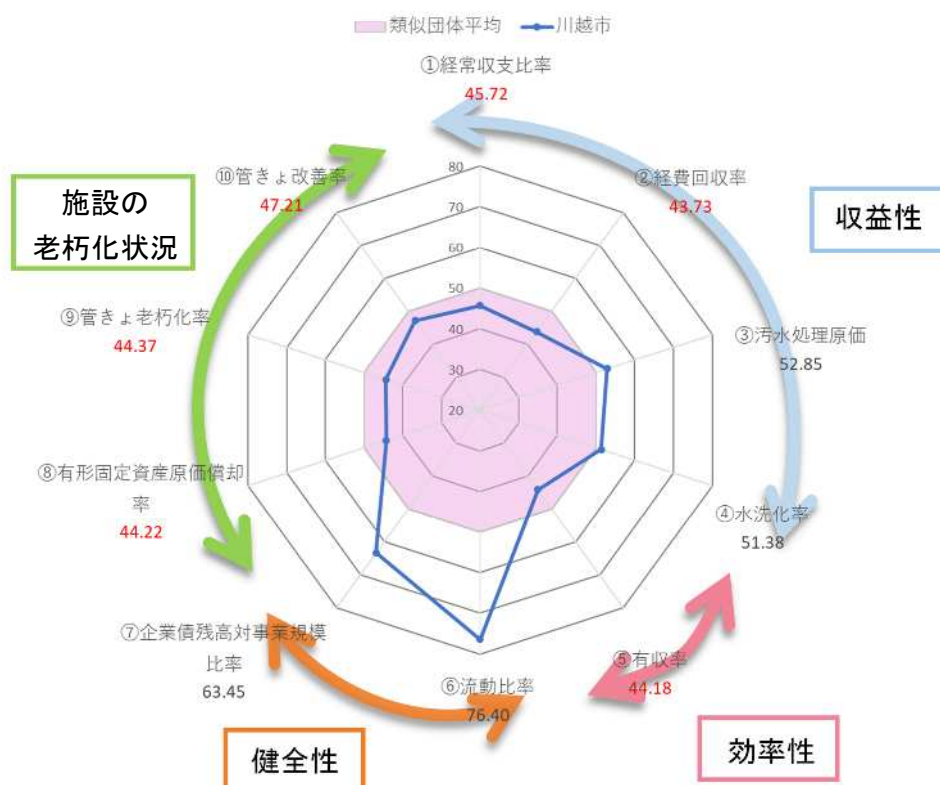 類似団体平均 川越市
①経常収支比率
45.72
②経費回収率
43.73
③汚水処理原価
52.85
④水洗化率
51.38
⑤有収率
44.18
⑥流動比率
76.40
⑦企業債残高対事業規模
比率
63.45
⑧有形固定資産原価償却
率
44.22
⑨管きょ老朽化率
44.37
⑩管きょ改善率
47.21
80
70
60
50
40
30
20
収益性
効率性
健全性
施設の
老朽化状況